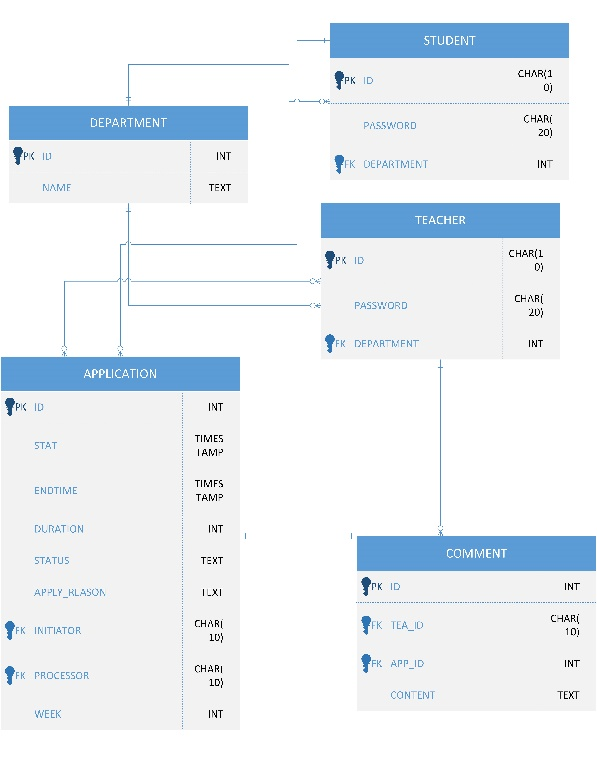 STUDENT
PK ID CHAR(1
0)
PASSWORD CHAR(
20)
FK DEPARTMENT INT
DEPARTMENT
PK ID INT
NAME TEXT
TEACHER
PK ID CHAR(1
0)
PASSWORD CHAR(
20)
FK DEPARTMENT INT
APPLICATION
PK ID INT
STAT TIMES
TAMP
ENDTIME TIMES
TAMP
DURATION INT
STATUS TEXT
APPLY_REASON TEXT
FK INITIATOR CHAR(
10)
FK PROCESSOR CHAR(
10)
WEEK INT
COMMENT
PK ID INT
FK TEA_ID CHAR(
10)
FK APP_ID INT
CONTENT TEXT